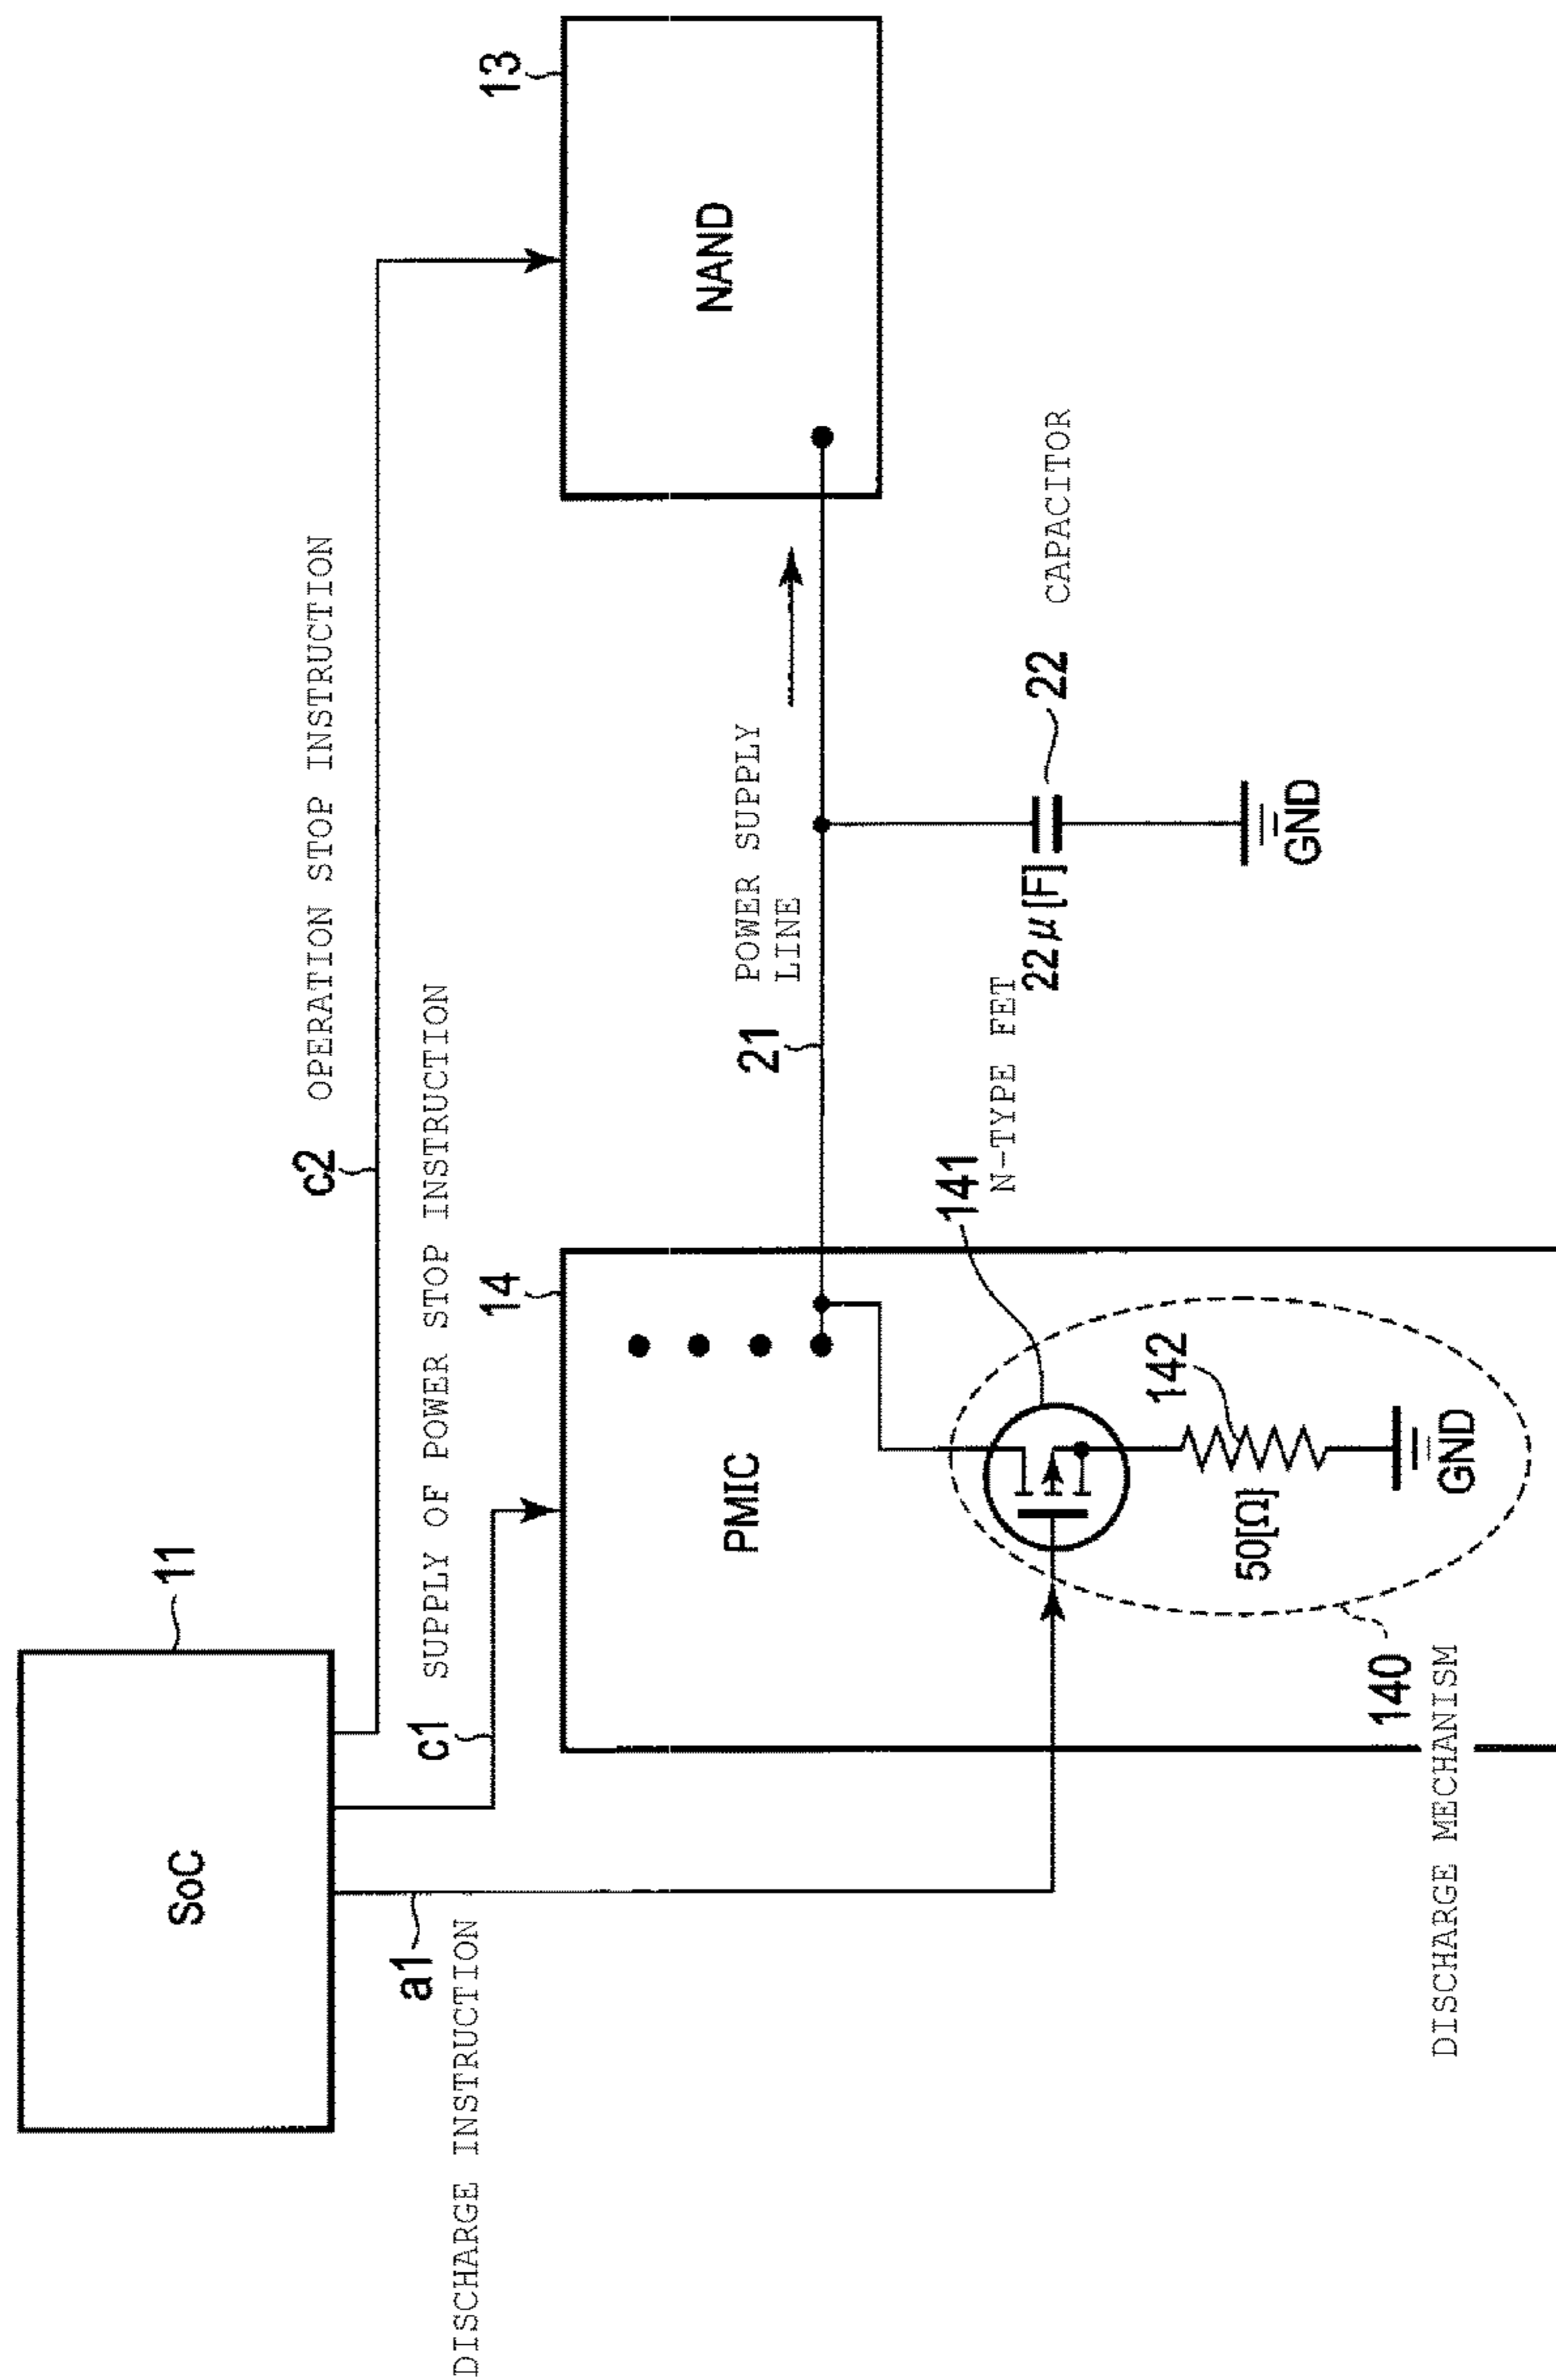 SoC
11
DISCHARGE INSTRUCTION
a1
c1
SUPPLY OF POWER STOP INSTRUCTION
c2
OPERATION STOP INSTRUCTION
14
PMIC
13
NAND
21
POWER SUPPLY
LINE
141
N-TYPE FET
142
50[Ω]
GND
140
DISCHARGE MECHANISM
22μ[F]
22
CAPACITOR
GND